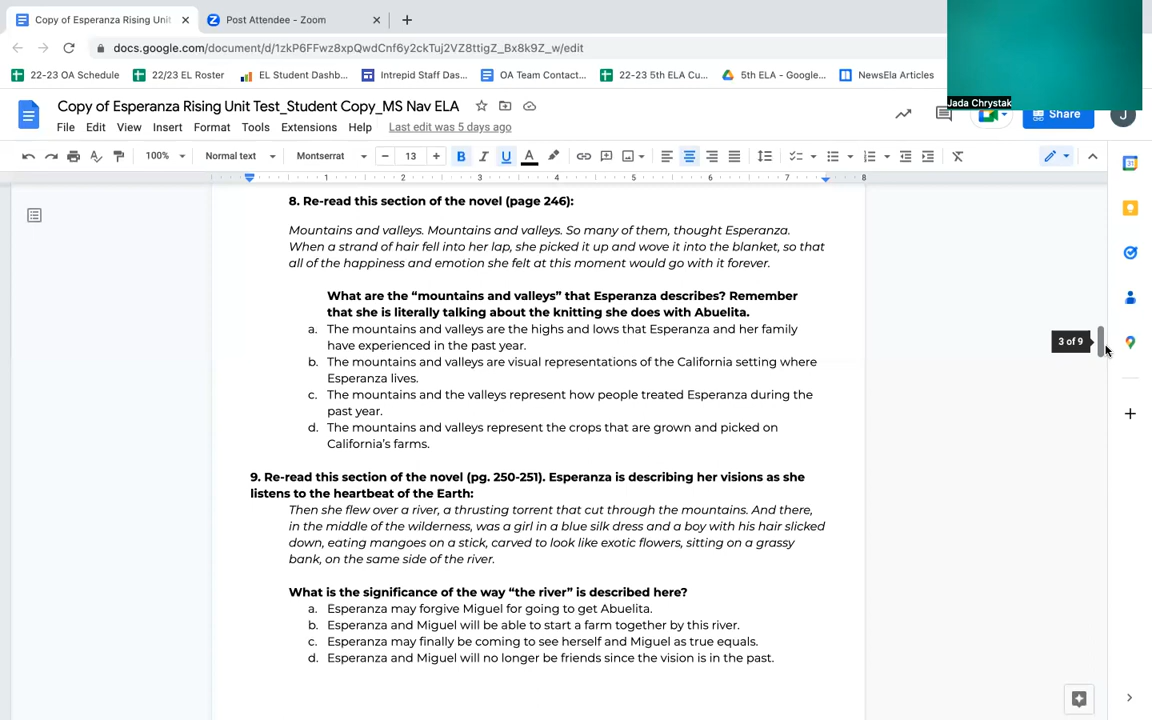 Copy of Esperanza Rising Unit
Post Attendee - Zoom
docs.google.com/document/d/1zkP6FFwz8xpQwdCnf6y2ckTuj2VZ8ttigZ_Bx8k9Z_w/edit
22-23 OA Schedule
22/23 EL Roster
EL Student Dashb...
Intrepid Staff Das...
OA Team Contact...
22-23 5th ELA Cu...
5th ELA - Google...
NewsEla Articles
Jada Chrystak
Copy of Esperanza Rising Unit Test_Student Copy_MS Nav ELA
Share
J
File Edit View Insert Format Tools Extensions Help Last edit was 5 days ago
100% Normal text Montserrat 13 B I U A
1 2 3 4 5 6 7 8
8. Re-read this section of the novel (page 246):
Mountains and valleys. Mountains and valleys. So many of them, thought Esperanza.
When a strand of hair fell into her lap, she picked it up and wove it into the blanket, so that
all of the happiness and emotion she felt at this moment would go with it forever.
What are the “mountains and valleys” that Esperanza describes? Remember
that she is literally talking about the knitting she does with Abuelita.
a. The mountains and valleys are the highs and lows that Esperanza and her family
have experienced in the past year.
b. The mountains and valleys are visual representations of the California setting where
Esperanza lives.
c. The mountains and the valleys represent how people treated Esperanza during the
past year.
d. The mountains and valleys represent the crops that are grown and picked on
California’s farms.
3 of 9
9. Re-read this section of the novel (pg. 250-251). Esperanza is describing her visions as she
listens to the heartbeat of the Earth:
Then she flew over a river, a thrusting torrent that cut through the mountains. And there,
in the middle of the wilderness, was a girl in a blue silk dress and a boy with his hair slicked
down, eating mangoes on a stick, carved to look like exotic flowers, sitting on a grassy
bank, on the same side of the river.
What is the significance of the way “the river” is described here?
a. Esperanza may forgive Miguel for going to get Abuelita.
b. Esperanza and Miguel will be able to start a farm together by this river.
c. Esperanza may finally be coming to see herself and Miguel as true equals.
d. Esperanza and Miguel will no longer be friends since the vision is in the past.